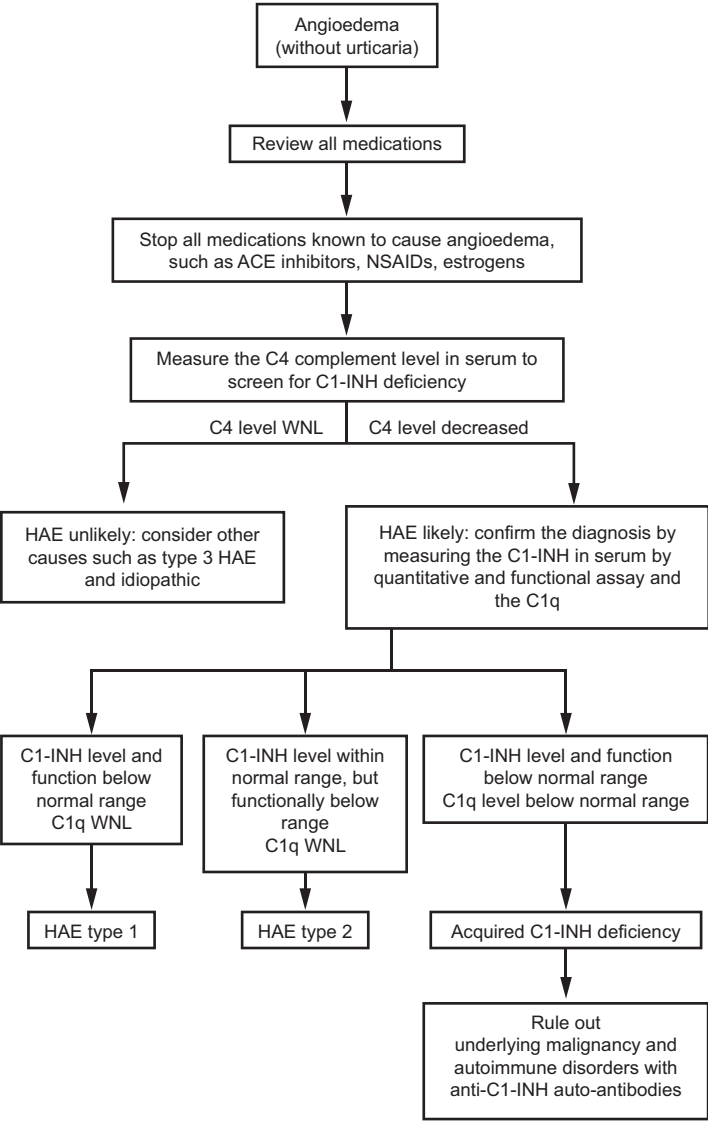 Angioedema
(without urticaria)
Review all medications
Stop all medications known to cause angioedema,
such as ACE inhibitors, NSAIDs, estrogens
Measure the C4 complement level in serum to
screen for C1-INH deficiency
C4 level WNL
C4 level decreased
HAE unlikely: consider other
causes such as type 3 HAE
and idiopathic
HAE likely: confirm the diagnosis by
measuring the C1-INH in serum by
quantitative and functional assay and
the C1q
C1-INH level and
function below
normal range
C1q WNL
C1-INH level within
normal range, but
functionally below
range
C1q WNL
C1-INH level and function
below normal range
C1q level below normal range
HAE type 1
HAE type 2
Acquired C1-INH deficiency
Rule out
underlying malignancy and
autoimmune disorders with
anti-C1-INH auto-antibodies